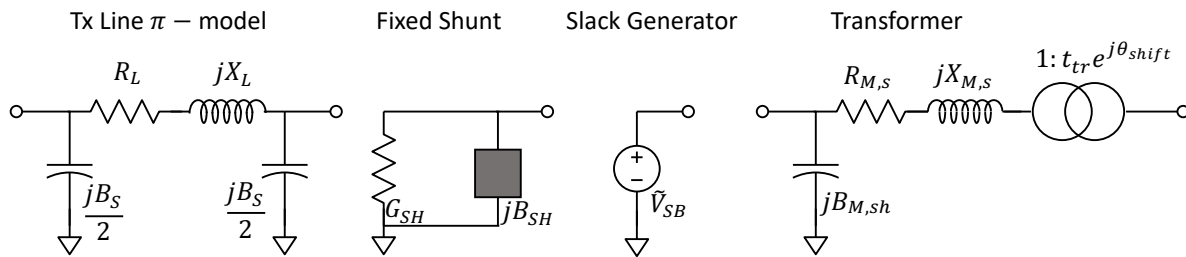 Tx Line π − model
Fixed Shunt
Slack Generator
Transformer
R_L
jX_L
jB_S
2
jB_S
2
G_SH
jB_SH
+
−
Ṽ_SB
R_M,s
jX_M,s
1: t_tr e^jθ_shift
jB_M,sh